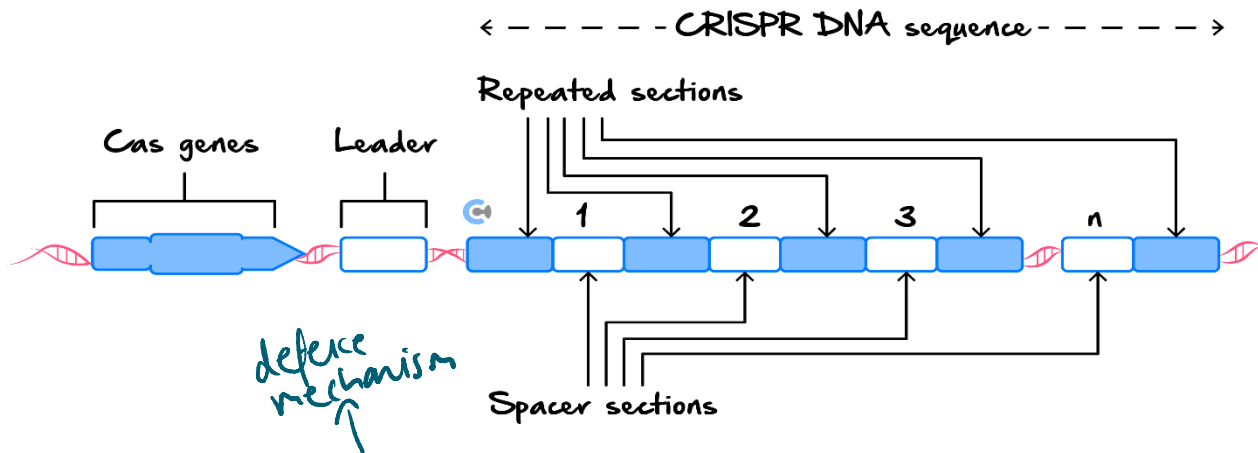 CRISPR DNA sequence
Repeated sections
Cas genes
Leader
1
2
3
n
defence
mechanism
Spacer sections